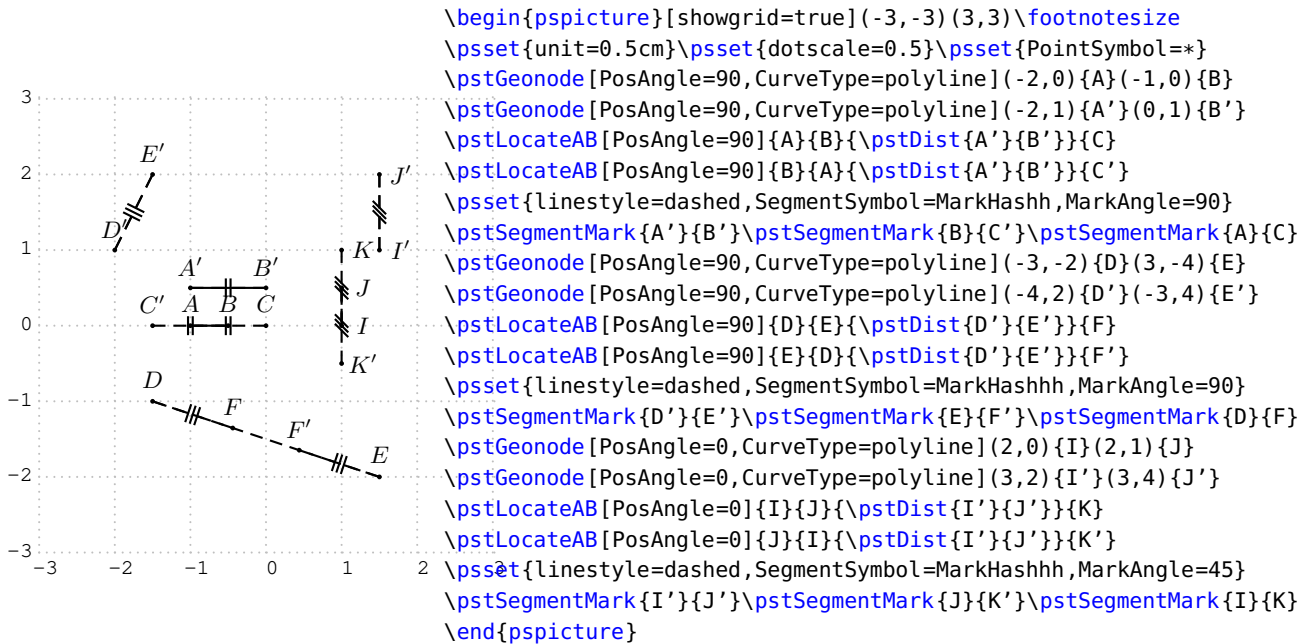 3
2
1
0
−1
−2
−3
−3
−2
−1
0
1
2
3
E′
D′
A′
B′
C′
A
B
C
D
F
F′
E
J′
I′
K
J
I
K′
\begin{pspicture}[showgrid=true](-3,-3)(3,3)\footnotesize
\psset{unit=0.5cm}\psset{dotscale=0.5}\psset{PointSymbol=*}
\pstGeonode[PosAngle=90,CurveType=polyline](-2,0){A}(-1,0){B}
\pstGeonode[PosAngle=90,CurveType=polyline](-2,1){A’}(0,1){B’}
\pstLocateAB[PosAngle=90]{A}{B}{\pstDist{A’}{B’}}{C}
\pstLocateAB[PosAngle=90]{B}{A}{\pstDist{A’}{B’}}{C’}
\psset{linestyle=dashed,SegmentSymbol=MarkHashh,MarkAngle=90}
\pstSegmentMark{A’}{B’}\pstSegmentMark{B}{C’}\pstSegmentMark{A}{C}
\pstGeonode[PosAngle=90,CurveType=polyline](-3,-2){D}(3,-4){E}
\pstGeonode[PosAngle=90,CurveType=polyline](-4,2){D’}(-3,4){E’}
\pstLocateAB[PosAngle=90]{D}{E}{\pstDist{D’}{E’}}{F}
\pstLocateAB[PosAngle=90]{E}{D}{\pstDist{D’}{E’}}{F’}
\psset{linestyle=dashed,SegmentSymbol=MarkHashhh,MarkAngle=90}
\pstSegmentMark{D’}{E’}\pstSegmentMark{E}{F’}\pstSegmentMark{D}{F}
\pstGeonode[PosAngle=0,CurveType=polyline](2,0){I}(2,1){J}
\pstGeonode[PosAngle=0,CurveType=polyline](3,2){I’}(3,4){J’}
\pstLocateAB[PosAngle=0]{I}{J}{\pstDist{I’}{J’}}{K}
\pstLocateAB[PosAngle=0]{J}{I}{\pstDist{I’}{J’}}{K’}
\psset{linestyle=dashed,SegmentSymbol=MarkHashhh,MarkAngle=45}
\pstSegmentMark{I’}{J’}\pstSegmentMark{J}{K’}\pstSegmentMark{I}{K}
\end{pspicture}